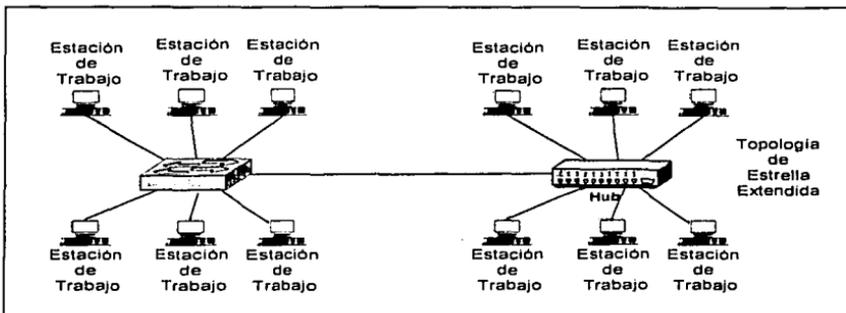 Estación
de
Trabajo
Estación
de
Trabajo
Estación
de
Trabajo
Estación
de
Trabajo
Estación
de
Trabajo
Estación
de
Trabajo
Topología
de
Estrella
Extendida
Hub
Estación
de
Trabajo
Estación
de
Trabajo
Estación
de
Trabajo
Estación
de
Trabajo
Estación
de
Trabajo
Estación
de
Trabajo